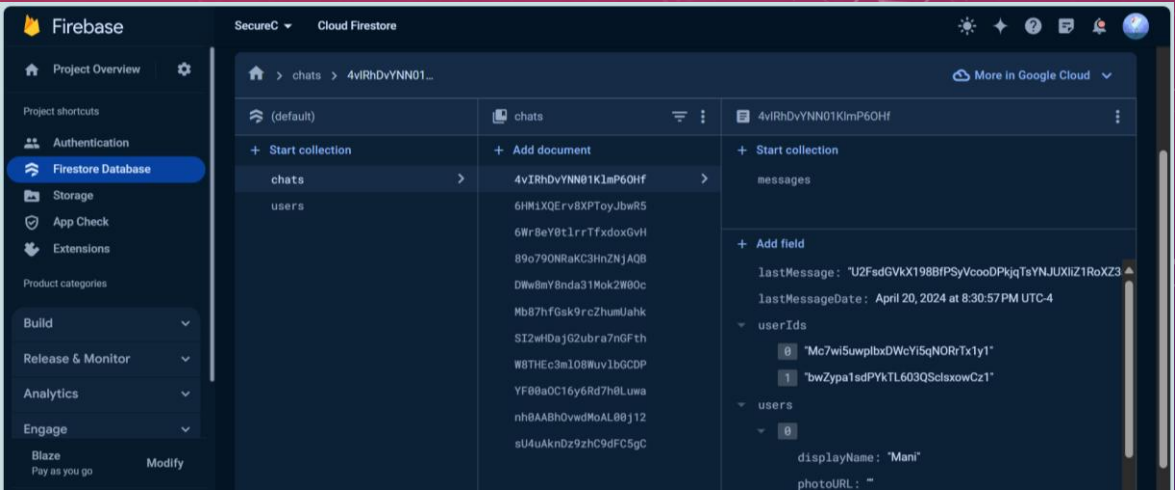 Firebase
SecureC
Cloud Firestore
Project Overview
Project shortcuts
Authentication
Firestore Database
Storage
App Check
Extensions
Product categories
Build
Release & Monitor
Analytics
Engage
Blaze
Pay as you go
Modify
> chats > 4vIRhDvYNN01...
More in Google Cloud
(default)
+ Start collection
chats
users
chats
+ Add document
4vIRhDvYNN01KlmP6OHf
6HMiXQErv8XPToyJbwR5
6Wr8eY0tlrrTfxdoxGvH
89o79ONRaKC3HnZNjAQB
DWw8mY8nda31Mok2W0Oc
Mb87hfGsk9rcZhumUahk
SI2wHDajG2ubra7nGFth
W8THEc3mlO8WuvlbGCDP
YF00aOC16y6Rd7h0Luwa
nh0AABhOvwdMoAL00j12
sU4uAknDz9zhC9dFC5gC
4vIRhDvYNN01KlmP6OHf
+ Start collection
messages
+ Add field
lastMessage: "U2FsdGVkX198BfPSyVcooDPkjqTsYNJUXIiZ1RoXZ3
lastMessageDate: April 20, 2024 at 8:30:57 PM UTC-4
userIds
0 "Mc7wi5uwpIbxDWcYi5qNORrTx1y1"
1 "bwZypa1sdPYkTL603QSclsxowCz1"
users
0
displayName: "Mani"
photoURL: ""